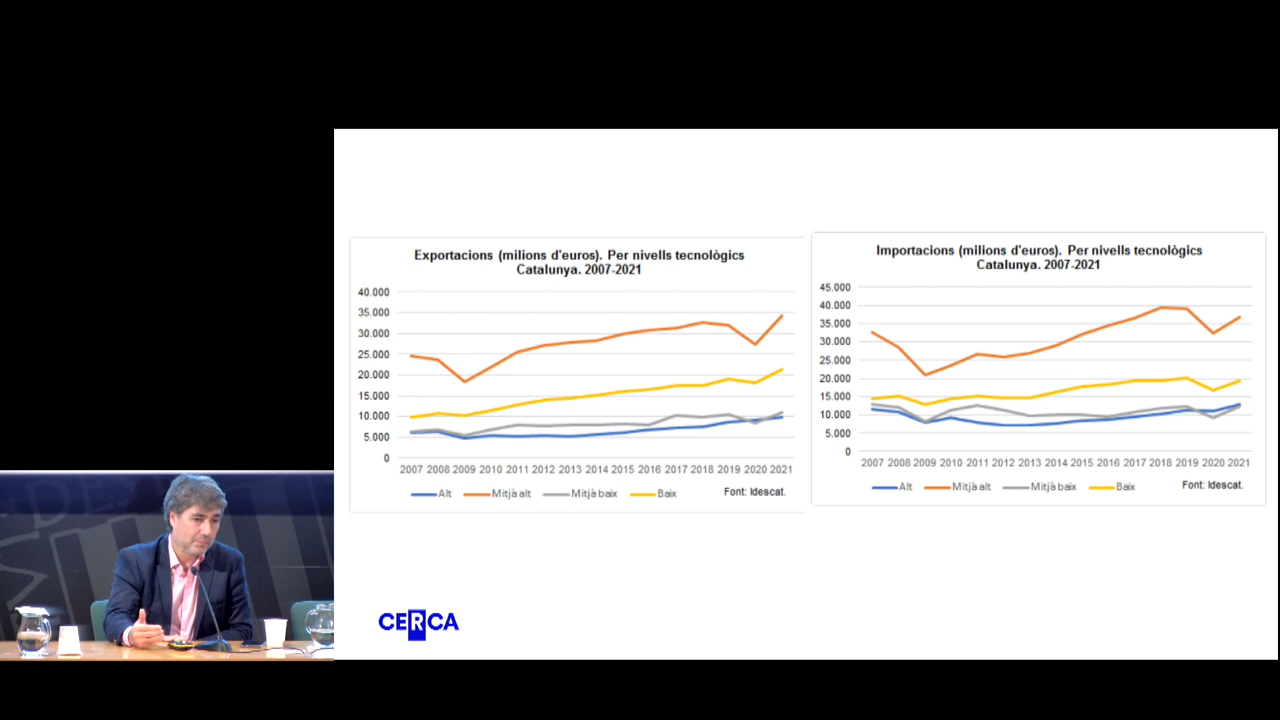 Exportacions (milions d'euros). Per nivells tecnològics
Catalunya. 2007-2021
40.000
35.000
30.000
25.000
20.000
15.000
10.000
5.000
0
2007 2008 2009 2010 2011 2012 2013 2014 2015 2016 2017 2018 2019 2020 2021
Alt Mitjà alt Mitjà baix Baix Font: Idescat.
Importacions (milions d'euros). Per nivells tecnològics
Catalunya. 2007-2021
45.000
40.000
35.000
30.000
25.000
20.000
15.000
10.000
5.000
0
2007 2008 2009 2010 2011 2012 2013 2014 2015 2016 2017 2018 2019 2020 2021
Alt Mitjà alt Mitjà baix Baix Font: Idescat.
CERCA